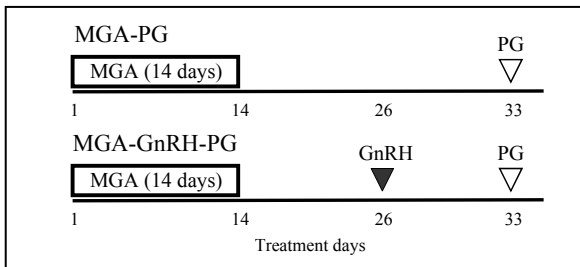 MGA-PG
PG
MGA (14 days)
1 14 26 33
MGA-GnRH-PG
GnRH PG
MGA (14 days)
1 14 26 33
Treatment days